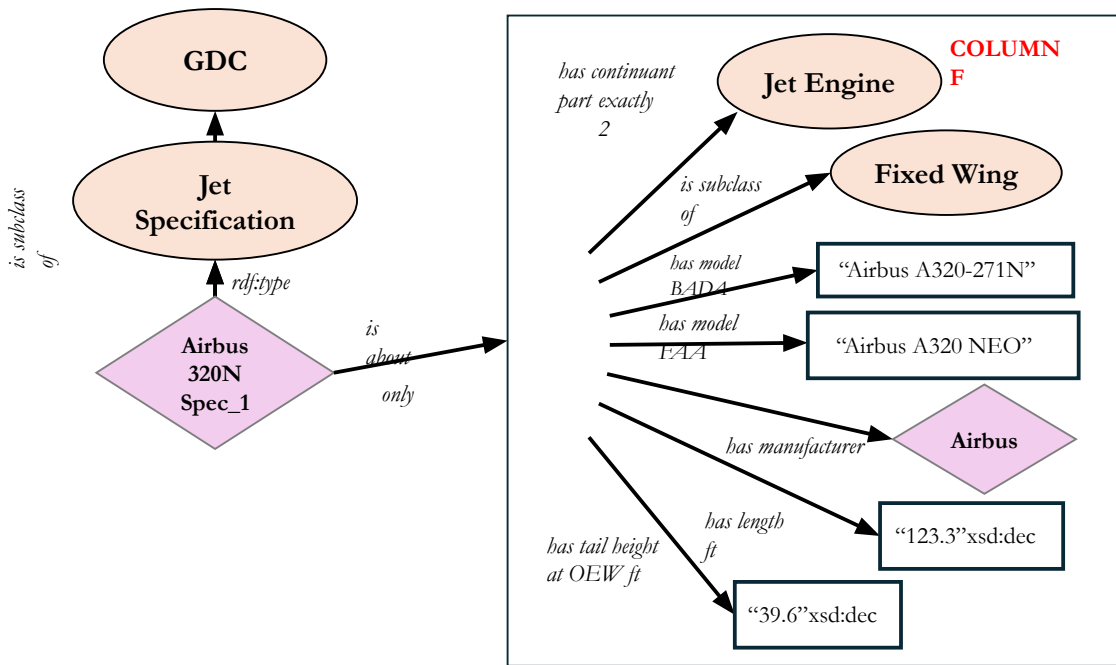 GDC
Jet
Specification
is subclass
of
rdf:type
Airbus
320N
Spec_1
is
about
only
has continuant
part exactly
2
Jet Engine
COLUMN
F
is subclass
of
Fixed Wing
has model
BADA
“Airbus A320-271N”
has model
FAA
“Airbus A320 NEO”
has manufacturer
Airbus
has length
ft
“123.3”xsd:dec
has tail height
at OEW ft
“39.6”xsd:dec